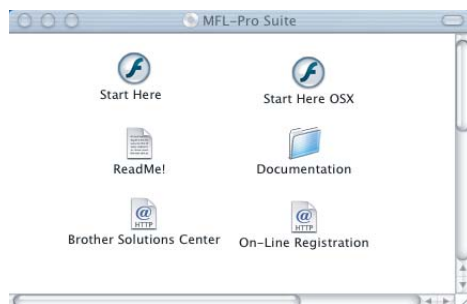 MFL-Pro Suite
Start Here
Start Here OSX
ReadMe!
Documentation
@
HTTP
@
HTTP
Brother Solutions Center
On-Line Registration